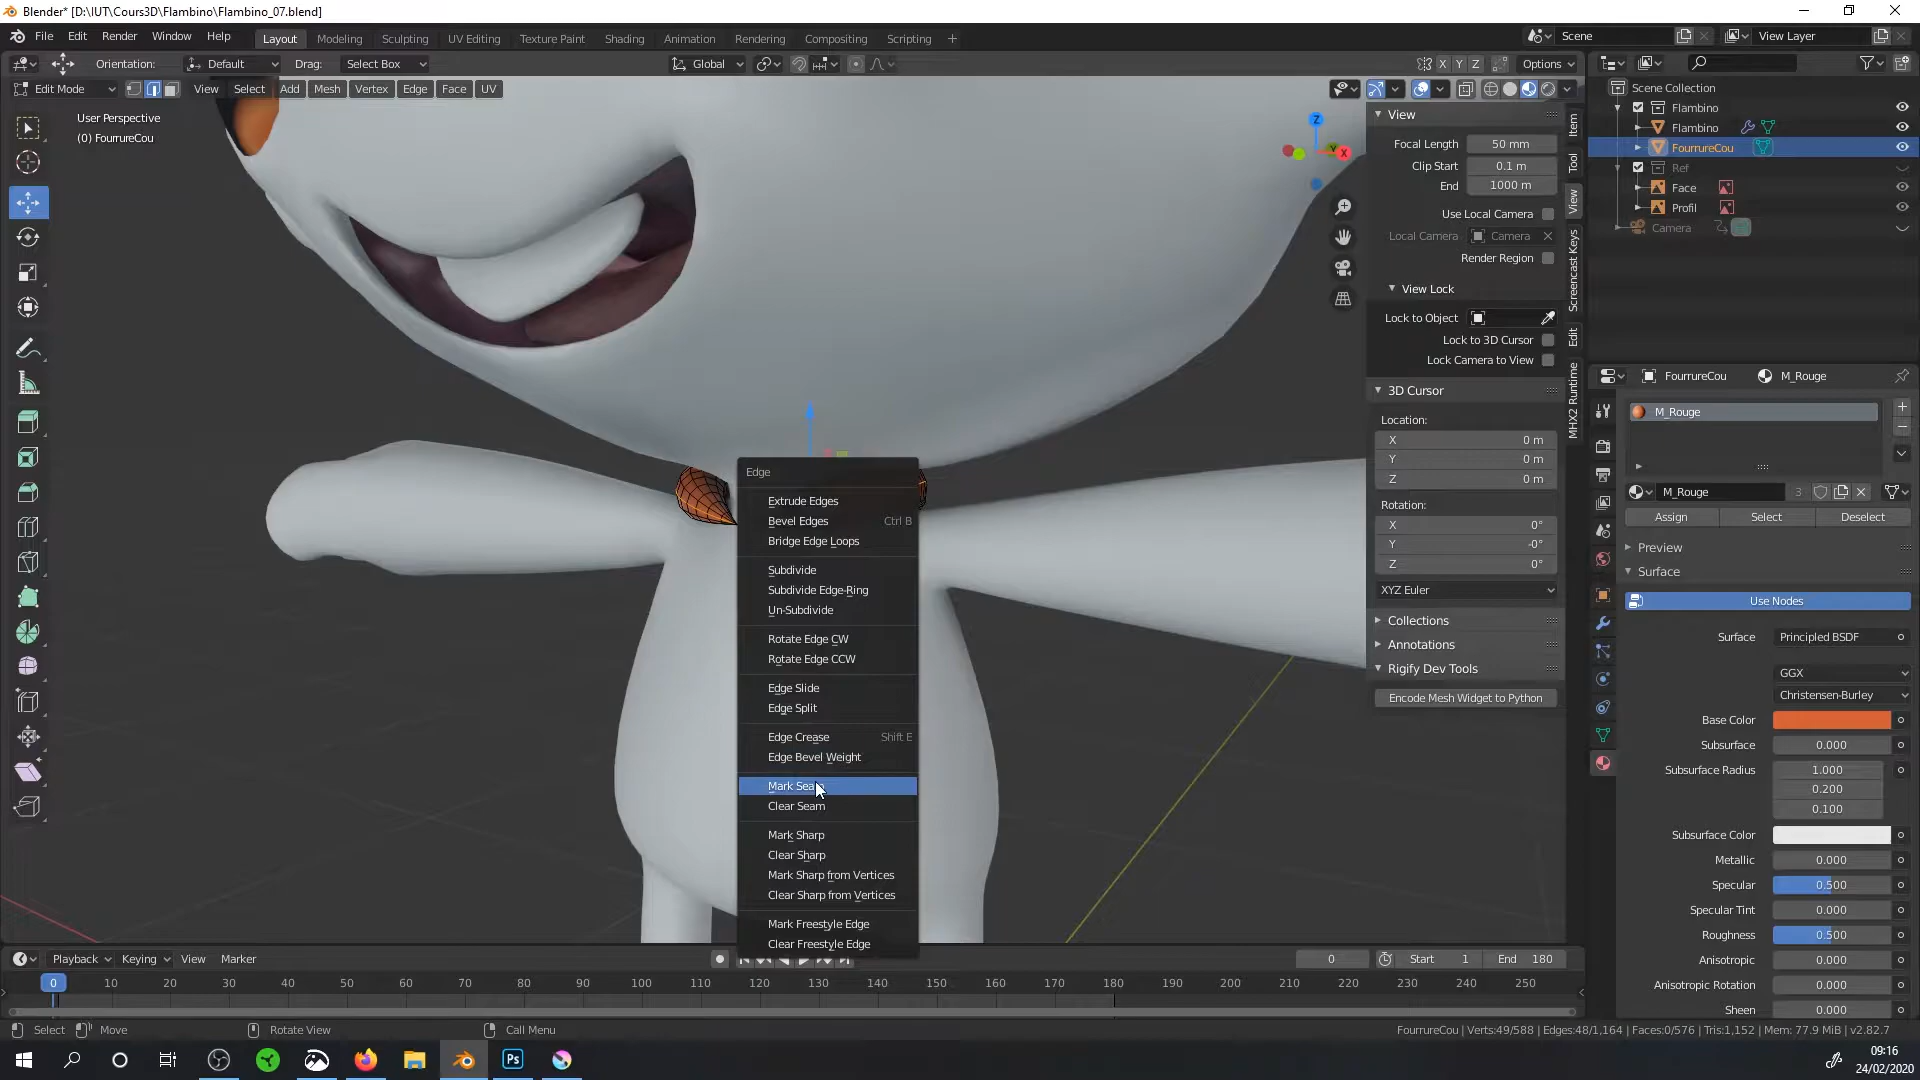 Blender* [D:\IUT\Cours3D\Flambino\Flambino_07.blend]
File Edit Render Window Help Layout Modeling Sculpting UV Editing Texture Paint Shading Animation Rendering Compositing Scripting + Scene View Layer
Orientation: Default Drag: Select Box Global X Y Z Options
Edit Mode View Select Add Mesh Vertex Edge Face UV
User Perspective
(0) FourrureCou
Z
Y
X
View
Focal Length 50 mm
Clip Start 0.1 m
End 1000 m
Use Local Camera
Local Camera Camera
Render Region
View Lock
Lock to Object
Lock to 3D Cursor
Lock Camera to View
3D Cursor
Location:
X 0 m
Y 0 m
Z 0 m
Rotation:
X 0°
Y -0°
Z 0°
XYZ Euler
Collections
Annotations
Rigify Dev Tools
Encode Mesh Widget to Python
Item
Tool
View
Screencast Keys
Edit
MHX2 Runtime
Edge
Extrude Edges
Bevel Edges Ctrl B
Bridge Edge Loops
Subdivide
Subdivide Edge-Ring
Un-Subdivide
Rotate Edge CW
Rotate Edge CCW
Edge Slide
Edge Split
Edge Crease Shift E
Edge Bevel Weight
Mark Seam
Clear Seam
Mark Sharp
Clear Sharp
Mark Sharp from Vertices
Clear Sharp from Vertices
Mark Freestyle Edge
Clear Freestyle Edge
Scene Collection
Flambino
Flambino
FourrureCou
Ref
Face
Profil
Camera
FourrureCou M_Rouge
M_Rouge
M_Rouge 3
Assign Select Deselect
Preview
Surface
Use Nodes
Surface Principled BSDF
GGX
Christensen-Burley
Base Color
Subsurface 0.000
Subsurface Radius 1.000
0.200
0.100
Subsurface Color
Metallic 0.000
Specular 0.500
Specular Tint 0.000
Roughness 0.500
Anisotropic 0.000
Anisotropic Rotation 0.000
Sheen 0.000
Playback Keying View Marker 0 Start 1 End 180
0 10 20 30 40 50 60 70 80 90 100 110 120 130 140 150 160 170 180 190 200 210 220 230 240 250
Select Move Rotate View Call Menu FourrureCou | Verts:49/588 | Edges:48/1,164 | Faces:0/576 | Tris:1,152 | Mem: 77.9 MiB | v2.82.7
Ps
09:16
24/02/2020